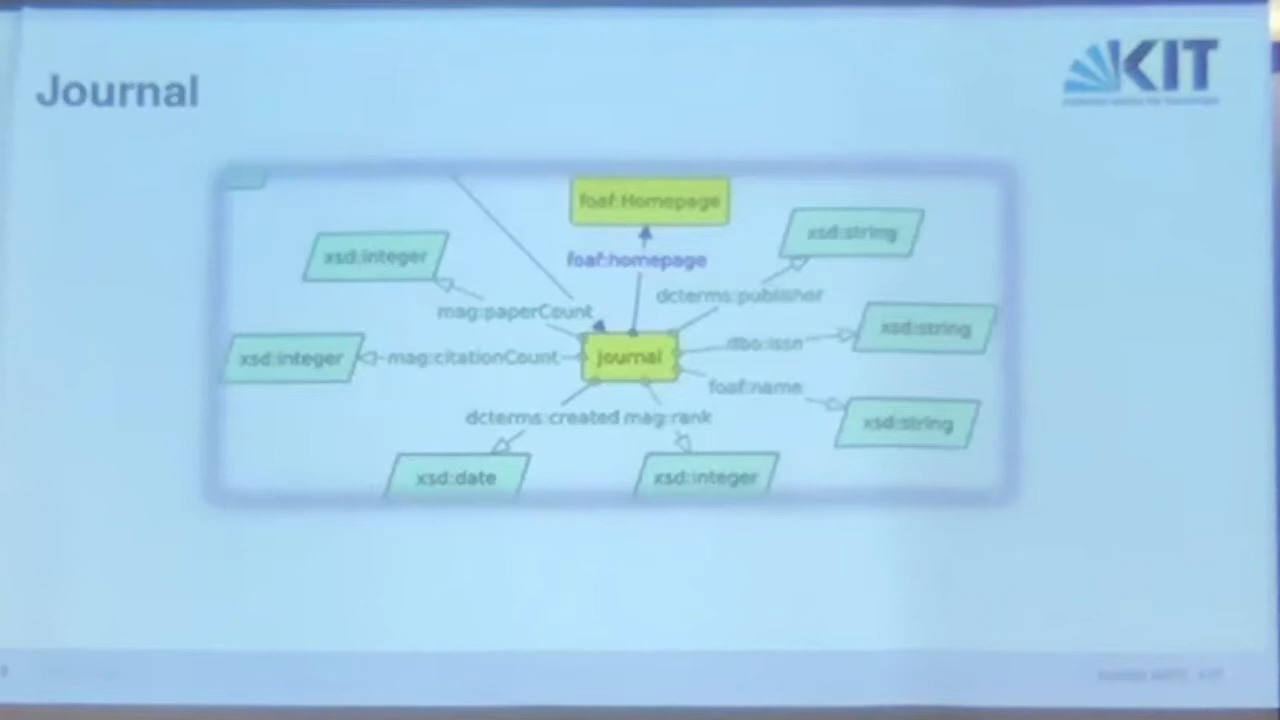 Journal
KIT
foaf:Homepage
xsd:string
xsd:integer
foaf:homepage
dcterms:publisher
mag:paperCount
xsd:string
dbo:issn
xsd:integer
mag:citationCount
journal
foaf:name
dcterms:created
mag:rank
xsd:string
xsd:date
xsd:integer